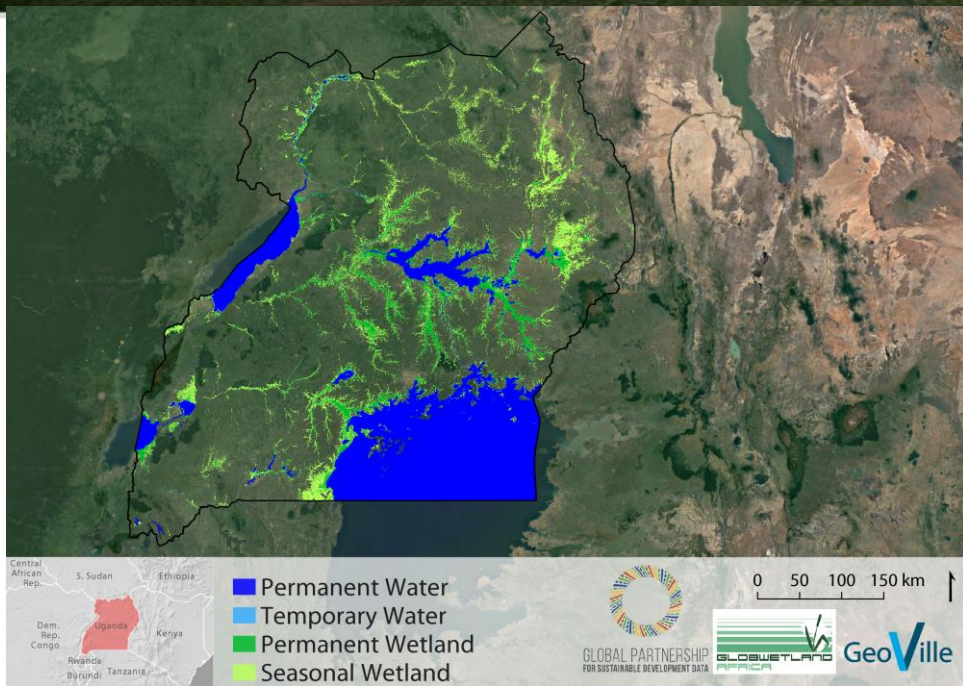 Central
African
Rep.
S. Sudan
Ethiopia
Uganda
Dem.
Rep.
Congo
Kenya
Rwanda
Burundi
Tanzania
Permanent Water
Temporary Water
Permanent Wetland
Seasonal Wetland
0 50 100 150 km
GLOBAL PARTNERSHIP
FOR SUSTAINABLE DEVELOPMENT DATA
GLOBWETLAND
AFRICA
GeoVille